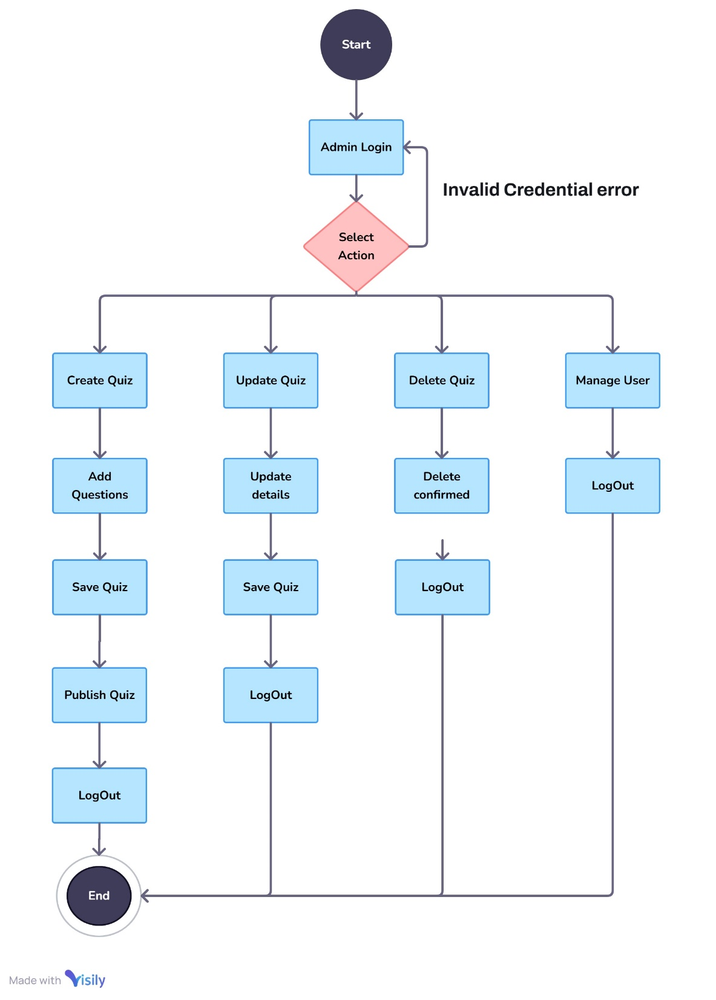 Start
Admin Login
Invalid Credential error
Select
Action
Create Quiz
Update Quiz
Delete Quiz
Manage User
Add
Questions
Update
details
Delete
confirmed
LogOut
Save Quiz
Save Quiz
LogOut
Publish Quiz
LogOut
LogOut
End
Made with Visily